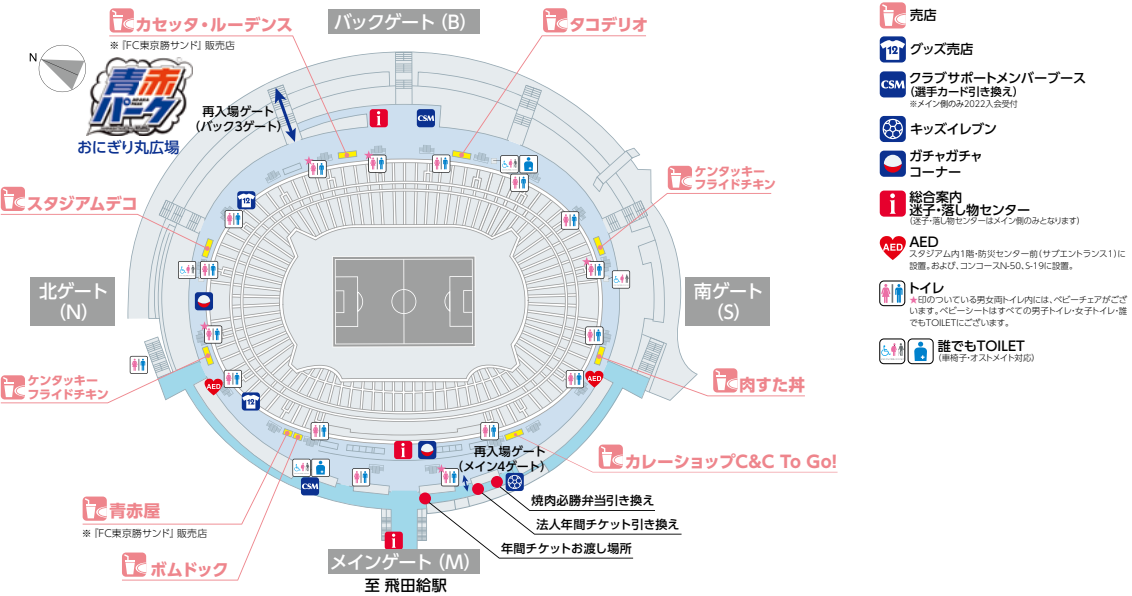 カセッタ・ルーデンス
※『FC東京勝サンド』販売店
バックゲート（B）
タコデリオ
N
青赤
パーク
おにぎり丸広場
再入場ゲート
（バック3ゲート）
i
CSM
ケンタッキー
フライドチキン
スタジアムデコ
12
北ゲート
（N）
南ゲート
（S）
ケンタッキー
フライドチキン
AED
12
AED
肉すた丼
i
再入場ゲート
（メイン4ゲート）
カレーショップC&C To Go!
CSM
焼肉必勝弁当引き換え
青赤屋
※『FC東京勝サンド』販売店
法人年間チケット引き換え
i
年間チケットお渡し場所
ボムドック
メインゲート（M）
至 飛田給駅
売店
12
グッズ売店
CSM
クラブサポートメンバーブース
（選手カード引き換え）
※メイン側のみ2022入会受付
キッズイレブン
ガチャガチャ
コーナー
i
総合案内
迷子・落し物センター
（迷子・落し物センターはメイン側のみとなります）
AED
AED
スタジアム内1階・防災センター前（サブエントランス1）に
設置。および、コンコースN-50、S-19に設置。
トイレ
★印のついている男女両トイレ内には、ベビーチェアがござ
います。ベビーシートはすべての男子トイレ・女子トイレ・誰
でもTOILETにございます。
誰でもTOILET
（車椅子・オストメイト対応）